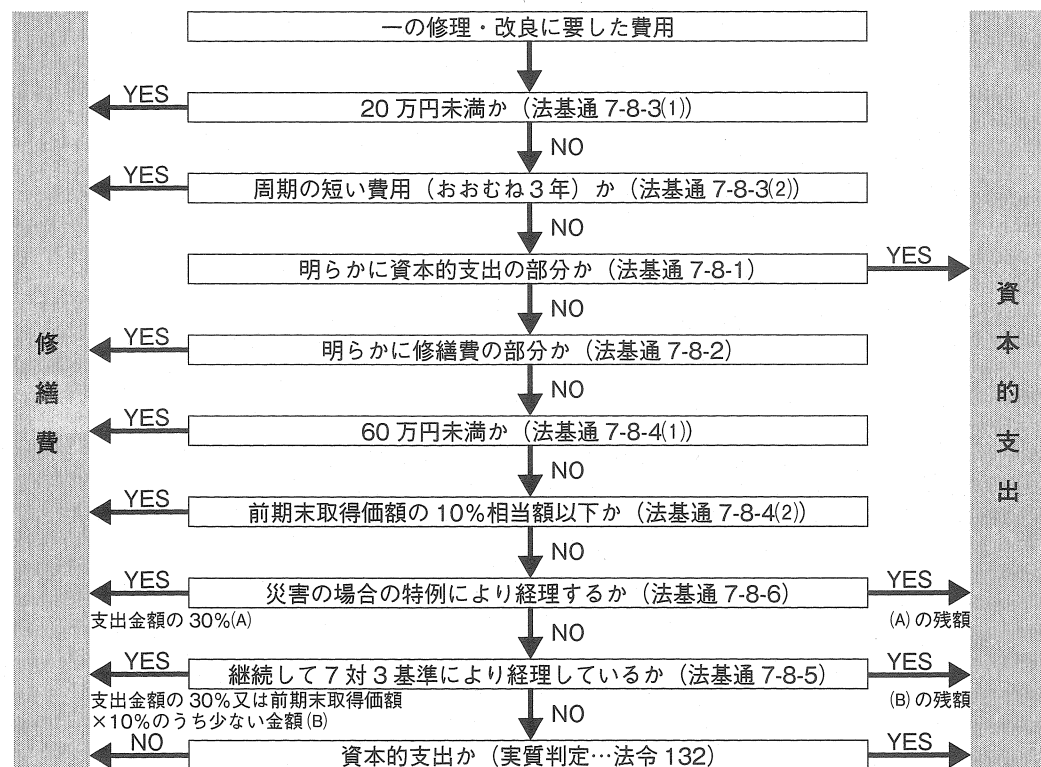 一の修理・改良に要した費用
YES
20万円未満か（法基通7-8-3⑴）
NO
YES
周期の短い費用（おおむね３年）か（法基通7-8-3⑵）
NO
明らかに資本的支出の部分か（法基通7-8-1）
YES
NO
YES
明らかに修繕費の部分か（法基通7-8-2）
NO
YES
60万円未満か（法基通7-8-4⑴）
NO
YES
前期末取得価額の10％相当額以下か（法基通7-8-4⑵）
NO
YES
災害の場合の特例により経理するか（法基通7-8-6）
YES
支出金額の30％(A)
(A)の残額
NO
YES
継続して７対３基準により経理しているか（法基通7-8-5）
YES
支出金額の30％又は前期末取得価額
×10％のうち少ない金額(B)
(B)の残額
NO
NO
資本的支出か（実質判定…法令132）
YES
修繕費
資本的支出